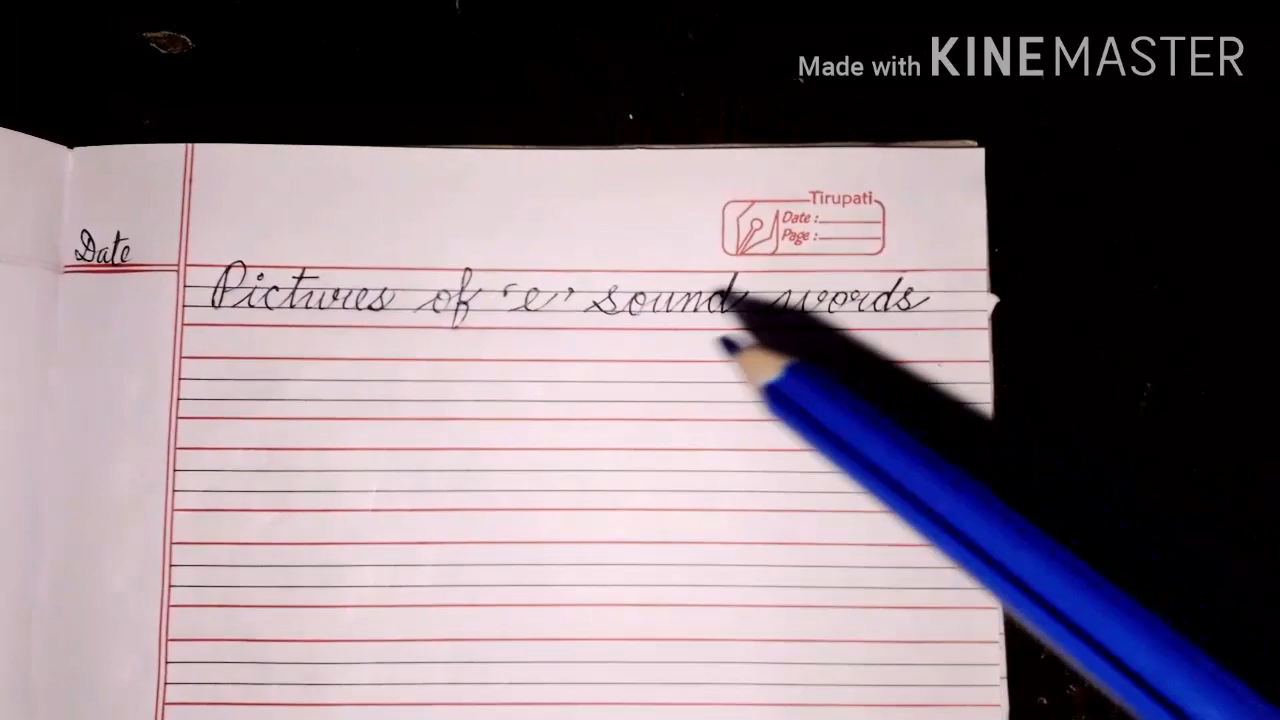 Made with KINEMASTER
Tirupati
Date :
Page :
Date
Pictures of 'e' sound words